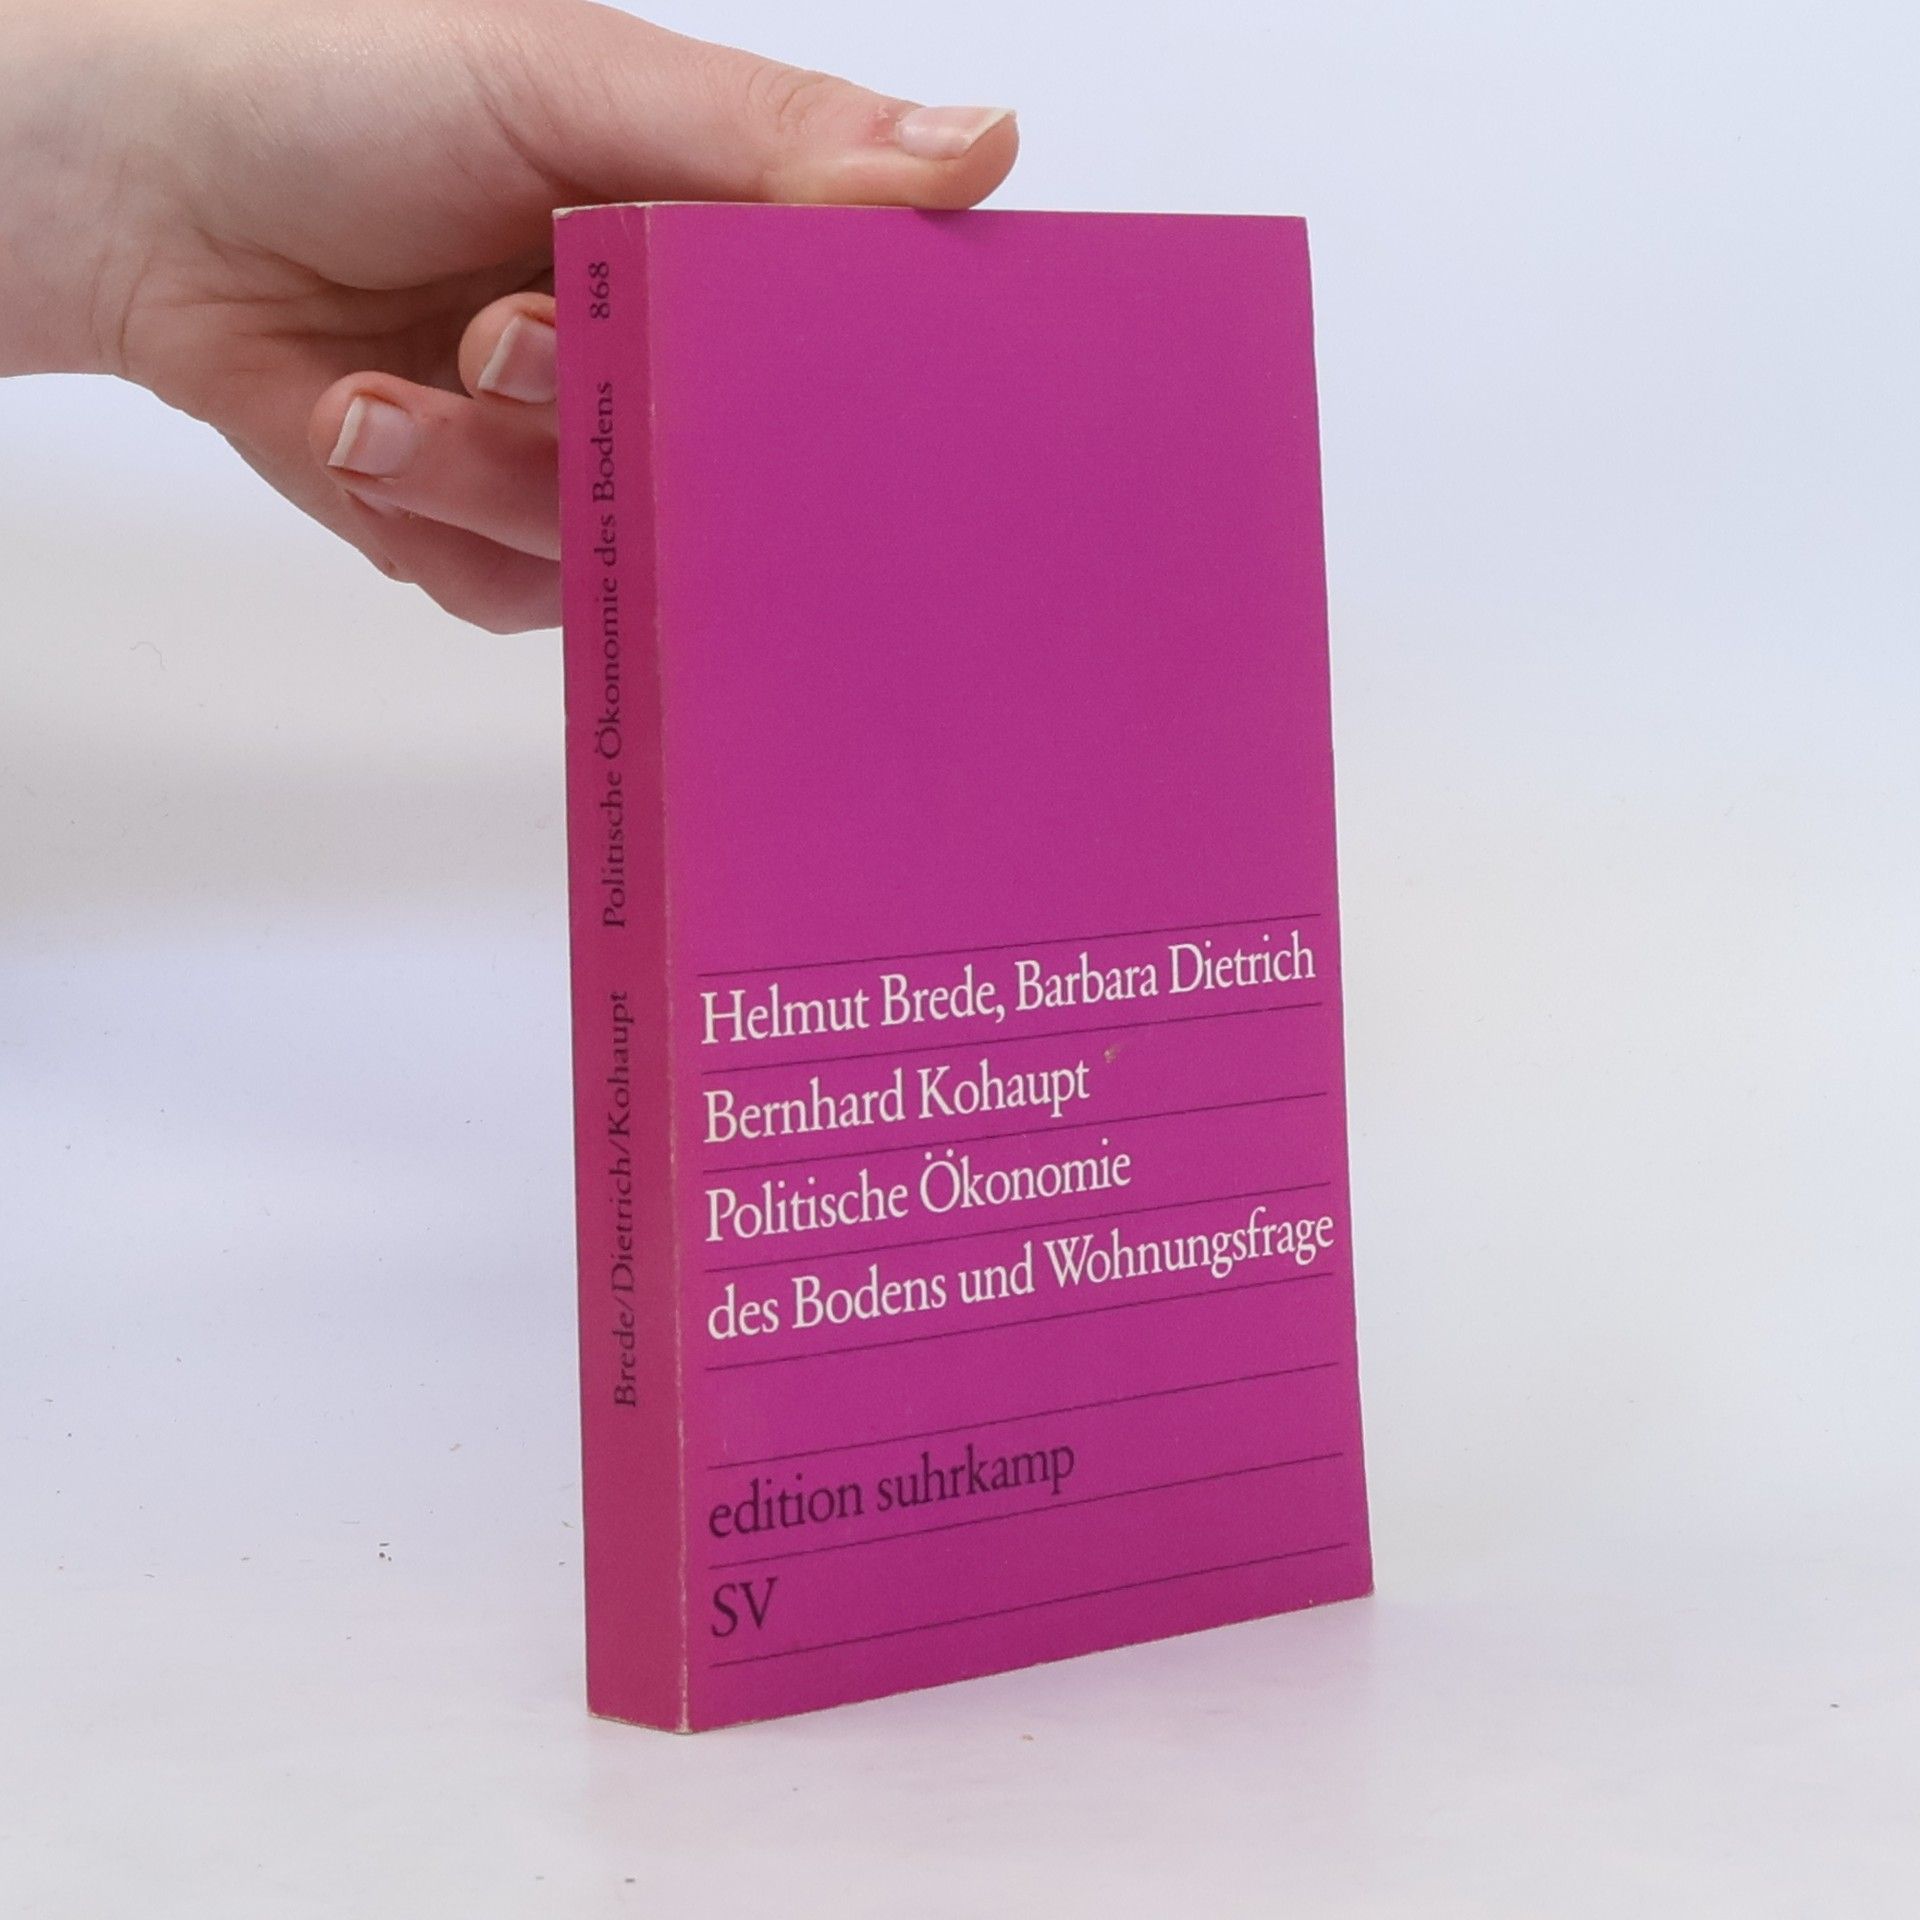 Brede/Dietrich/Kohaupt Politische Ökonomie des Bodens 868
Helmut Brede, Barbara Dietrich
Bernhard Kohaupt
Politische Ökonomie
des Bodens und Wohnungsfrage
edition suhrkamp
SV